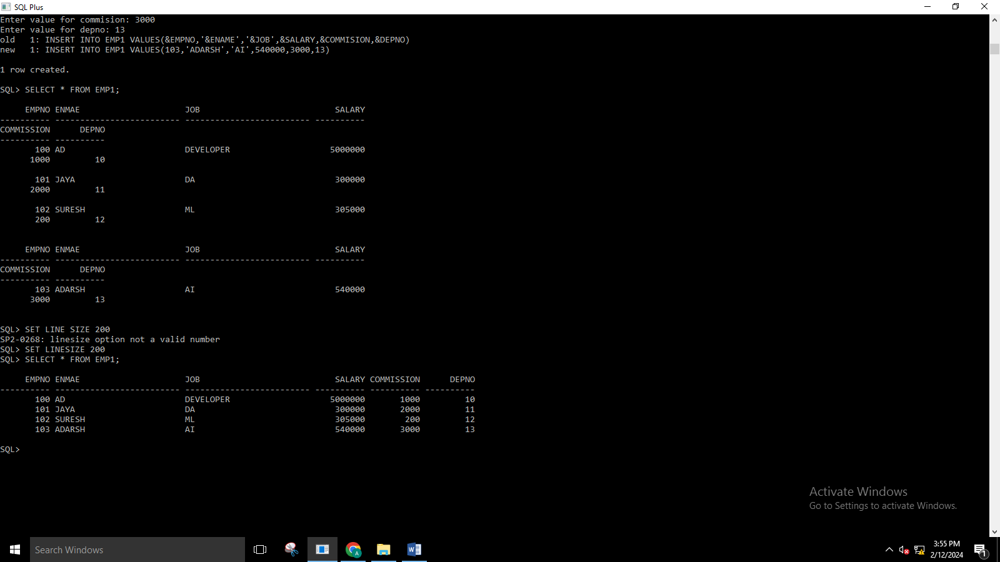 SQL Plus
Enter value for commision: 3000
Enter value for depno: 13
old   1: INSERT INTO EMP1 VALUES(&EMPNO,'&ENAME','&JOB',&SALARY,&COMMISION,&DEPNO)
new   1: INSERT INTO EMP1 VALUES(103,'ADARSH','AI',540000,3000,13)
1 row created.
SQL> SELECT * FROM EMP1;
     EMPNO ENMAE                     JOB                           SALARY
---------- ------------------------- ------------------------- ----------
COMMISSION      DEPNO
---------- ----------
       100 AD                        DEVELOPER                    5000000
      1000         10
       101 JAYA                      DA                            300000
      2000         11
       102 SURESH                    ML                            305000
       200         12
     EMPNO ENMAE                     JOB                           SALARY
---------- ------------------------- ------------------------- ----------
COMMISSION      DEPNO
---------- ----------
       103 ADARSH                    AI                            540000
      3000         13
SQL> SET LINE SIZE 200
SP2-0268: linesize option not a valid number
SQL> SET LINESIZE 200
SQL> SELECT * FROM EMP1;
     EMPNO ENMAE                     JOB                           SALARY COMMISSION      DEPNO
---------- ------------------------- ------------------------- ---------- ---------- ----------
       100 AD                        DEVELOPER                    5000000       1000         10
       101 JAYA                      DA                            300000       2000         11
       102 SURESH                    ML                            305000        200         12
       103 ADARSH                    AI                            540000       3000         13
SQL>
Activate Windows
Go to Settings to activate Windows.
Search Windows
A
W
3:55 PM
2/12/2024
1